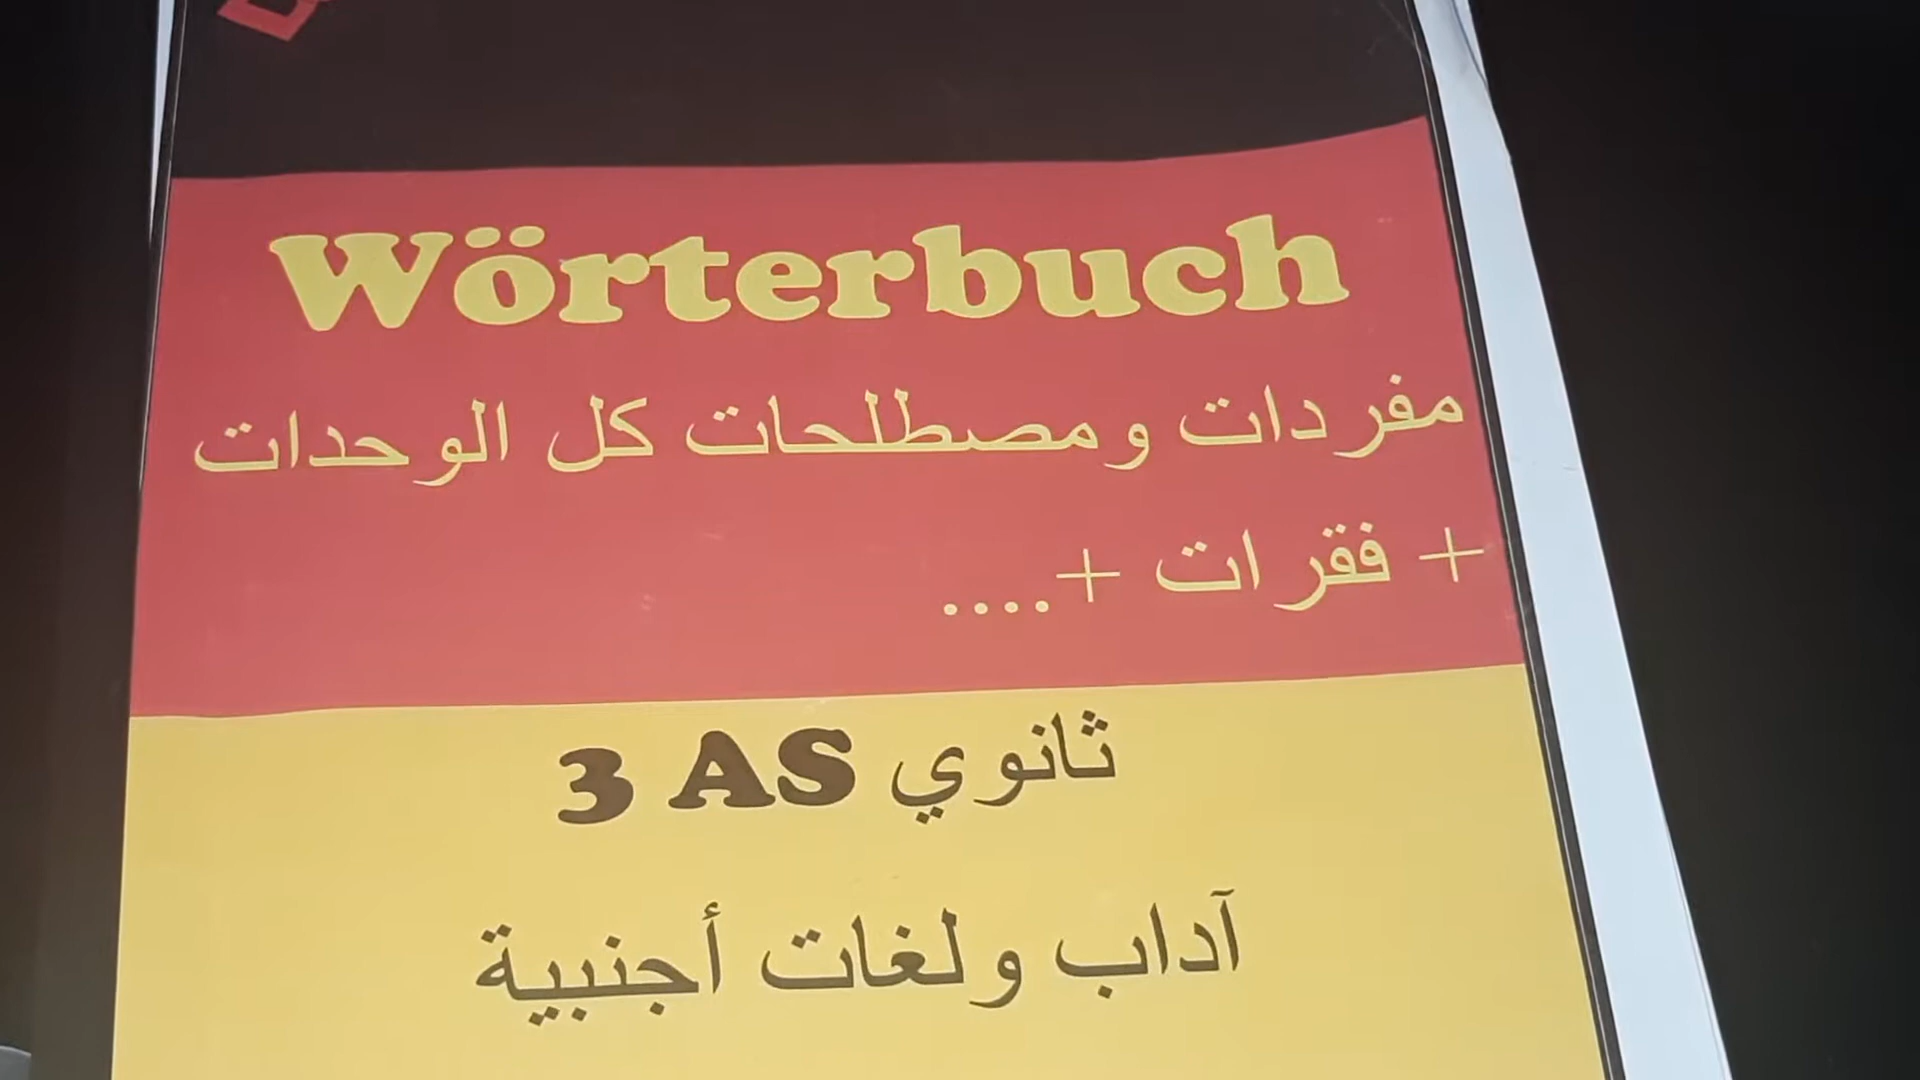 Wörterbuch
مفردات ومصطلحات كل الوحدات
+ فقرات +....
3 AS ثانوي
آداب ولغات أجنبية